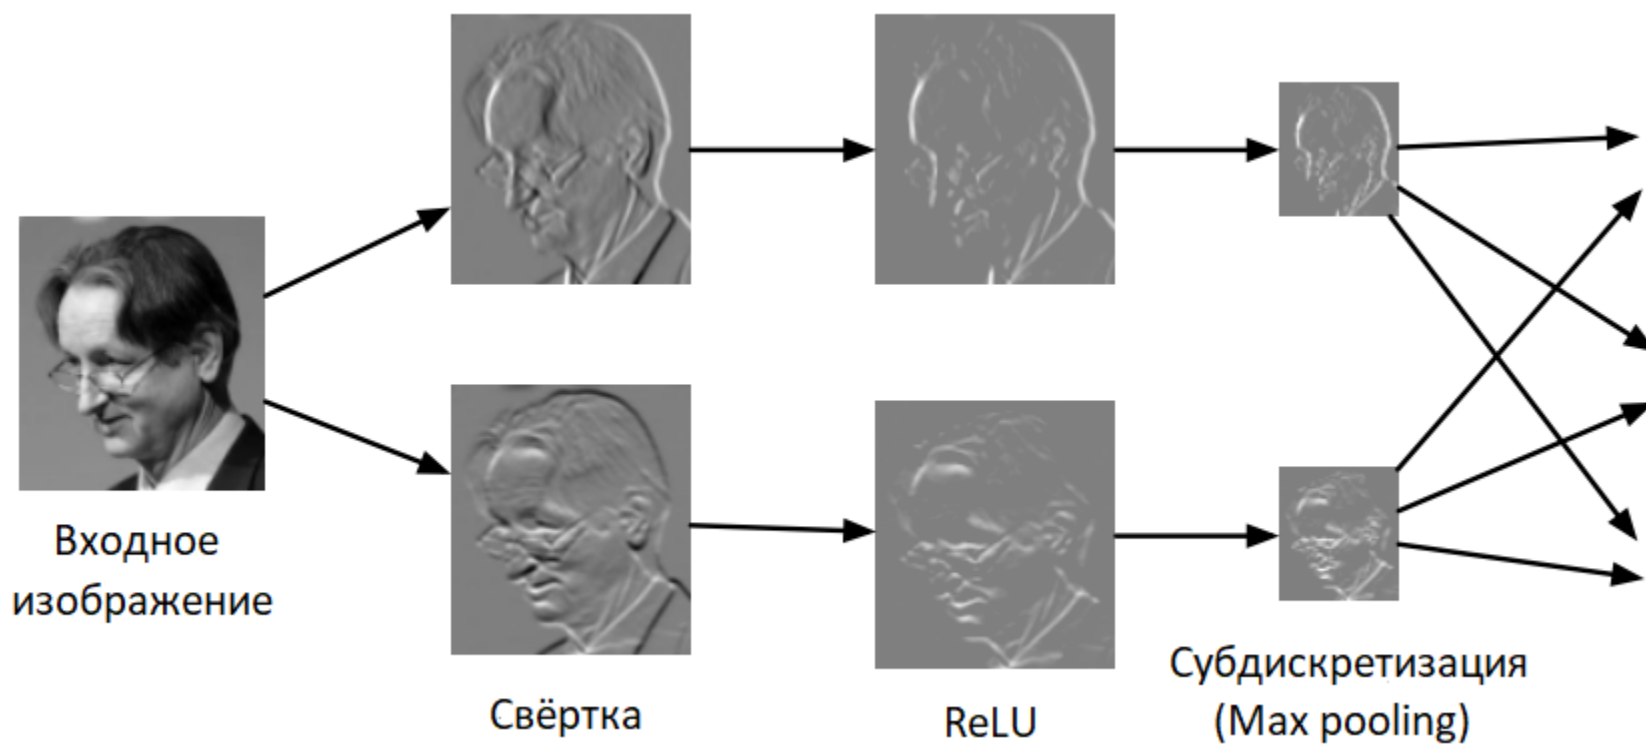 Входное
изображение
Свёртка
ReLU
Субдискретизация
(Max pooling)